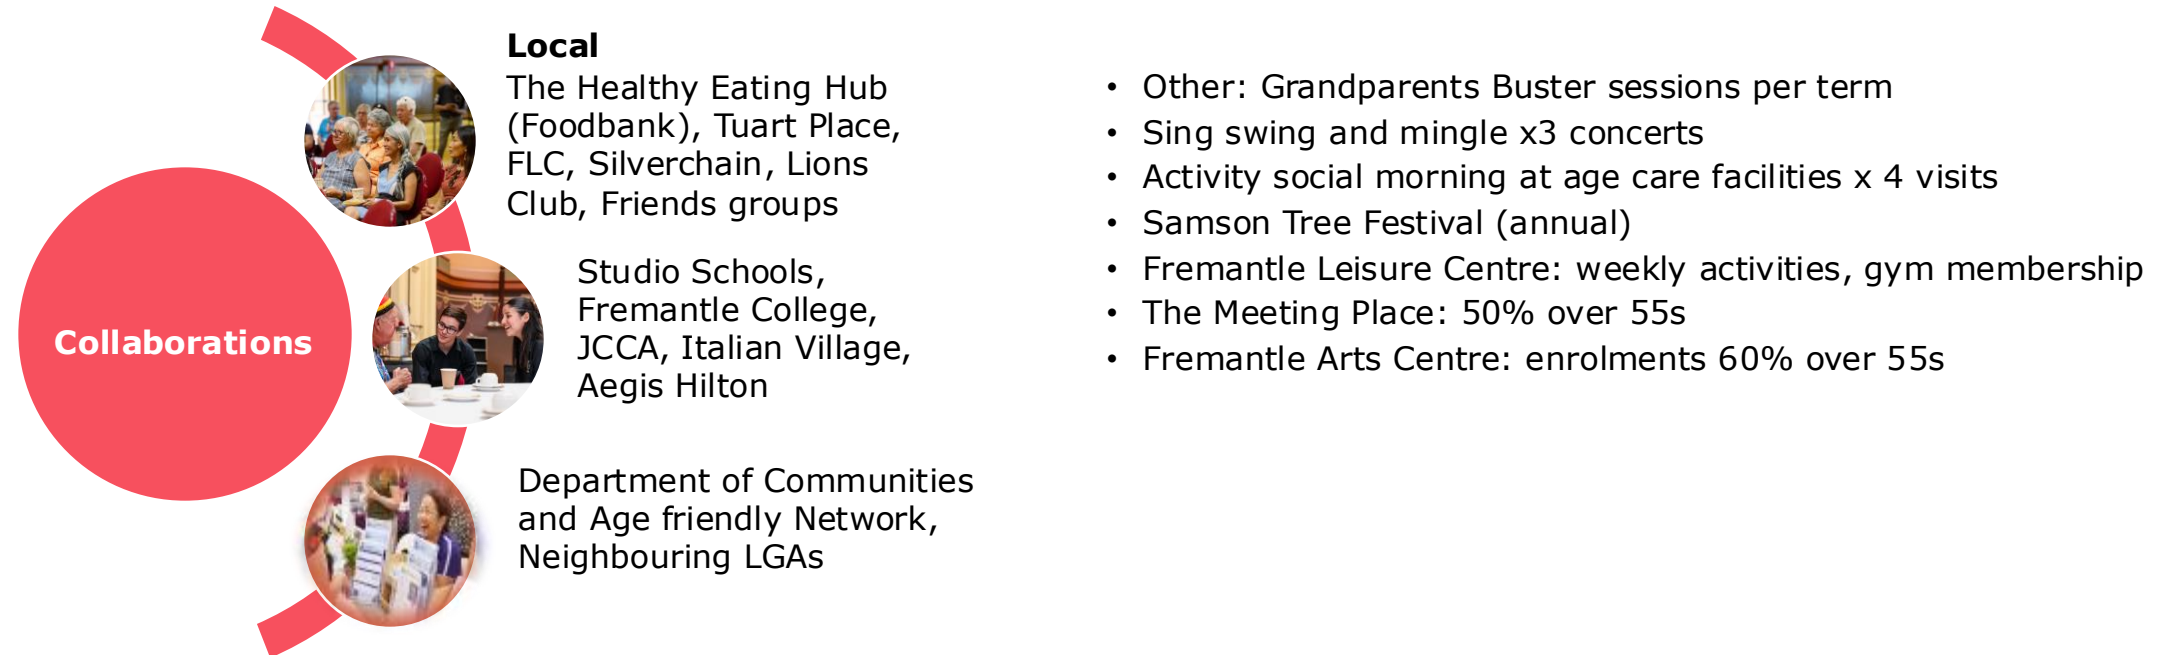 Collaborations
Local
The Healthy Eating Hub
(Foodbank), Tuart Place,
FLC, Silverchain, Lions
Club, Friends groups
Studio Schools,
Fremantle College,
JCCA, Italian Village,
Aegis Hilton
Department of Communities
and Age friendly Network,
Neighbouring LGAs
• Other: Grandparents Buster sessions per term
• Sing swing and mingle x3 concerts
• Activity social morning at age care facilities x 4 visits
• Samson Tree Festival (annual)
• Fremantle Leisure Centre: weekly activities, gym membership
• The Meeting Place: 50% over 55s
• Fremantle Arts Centre: enrolments 60% over 55s